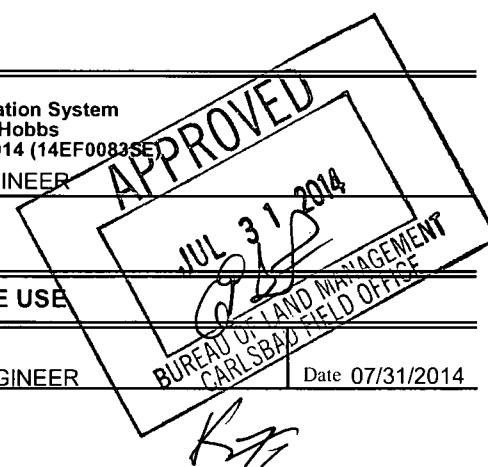 ation System
Hobbs
014 (14EF0083SE)
INEER
APPROVED
JUL 31 2014
E USE
BUREAU OF LAND MANAGEMENT
CARLSBAD FIELD OFFICE
GINEER
Date 07/31/2014